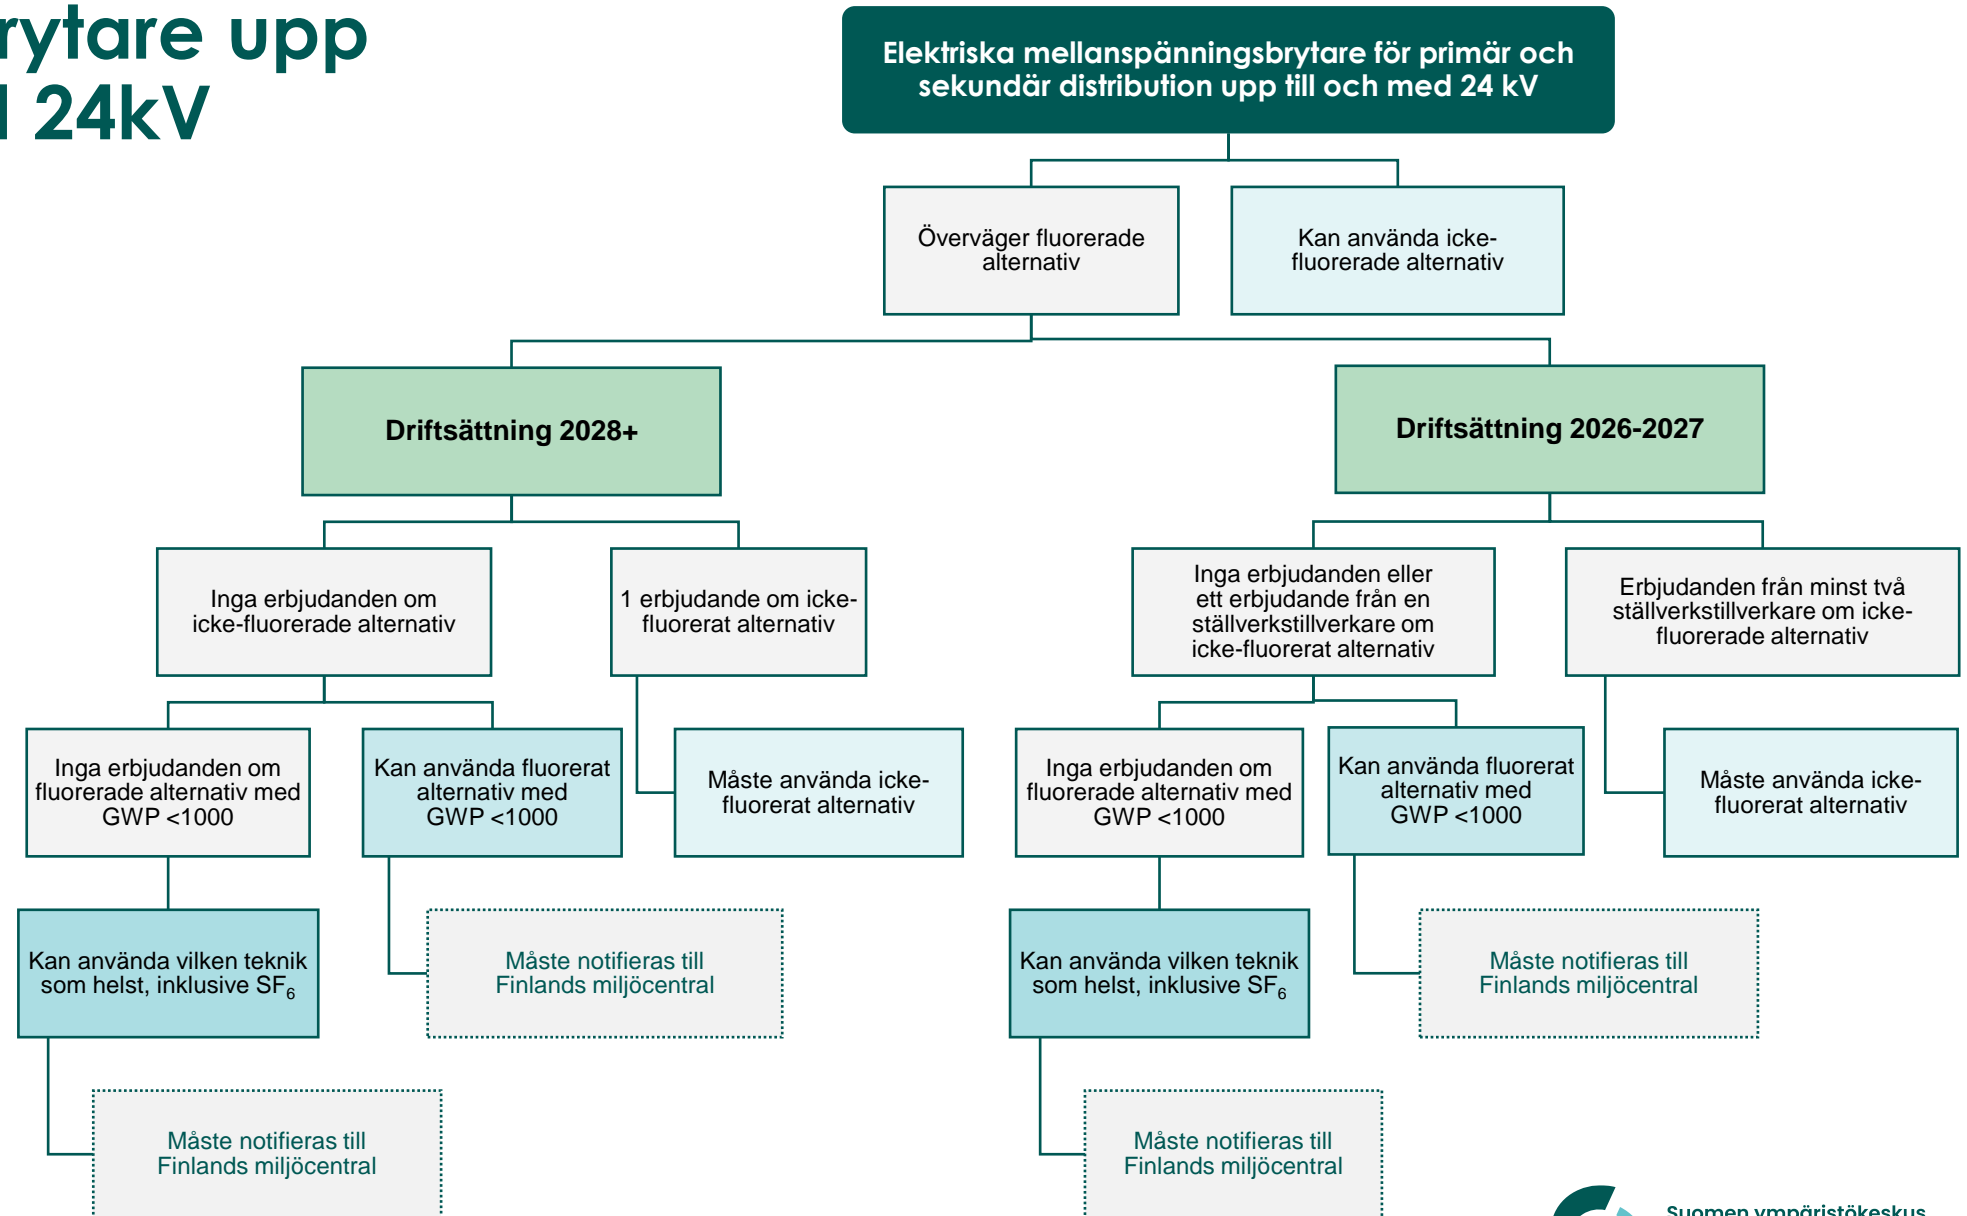 rytare upp
24kV
Elektriska mellanspänningsbrytare för primär och
sekundär distribution upp till och med 24 kV
Överväger fluorerade
alternativ
Kan använda icke-
fluorerade alternativ
Driftsättning 2028+
Driftsättning 2026-2027
Inga erbjudanden om
icke-fluorerade alternativ
1 erbjudande om icke-
fluorerat alternativ
Inga erbjudanden eller
ett erbjudande från en
ställverkstillverkare om
icke-fluorerat alternativ
Erbjudanden från minst två
ställverkstillverkare om icke-
fluorerade alternativ
Inga erbjudanden om
fluorerade alternativ med
GWP <1000
Kan använda fluorerat
alternativ med
GWP <1000
Måste använda icke-
fluorerat alternativ
Inga erbjudanden om
fluorerade alternativ med
GWP <1000
Kan använda fluorerat
alternativ med
GWP <1000
Måste använda icke-
fluorerat alternativ
Kan använda vilken teknik
som helst, inklusive SF₆
Måste notifieras till
Finlands miljöcentral
Kan använda vilken teknik
som helst, inklusive SF₆
Måste notifieras till
Finlands miljöcentral
Måste notifieras till
Finlands miljöcentral
Måste notifieras till
Finlands miljöcentral
Suomen ympäristökeskus